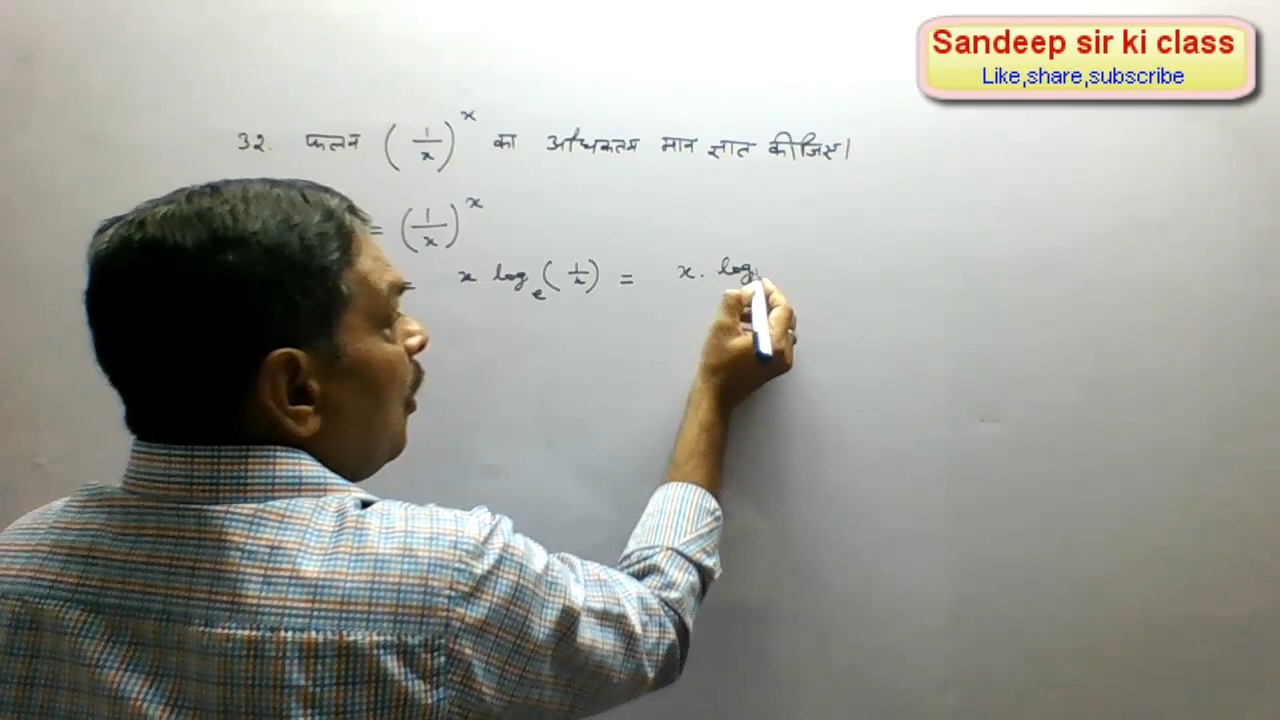 Sandeep sir ki class
Like,share,subscribe
32. फलन (1/x)^x का अधिकतम मान ज्ञात कीजिए।
= (1/x)^x
= x log_e (1/x) = x. log